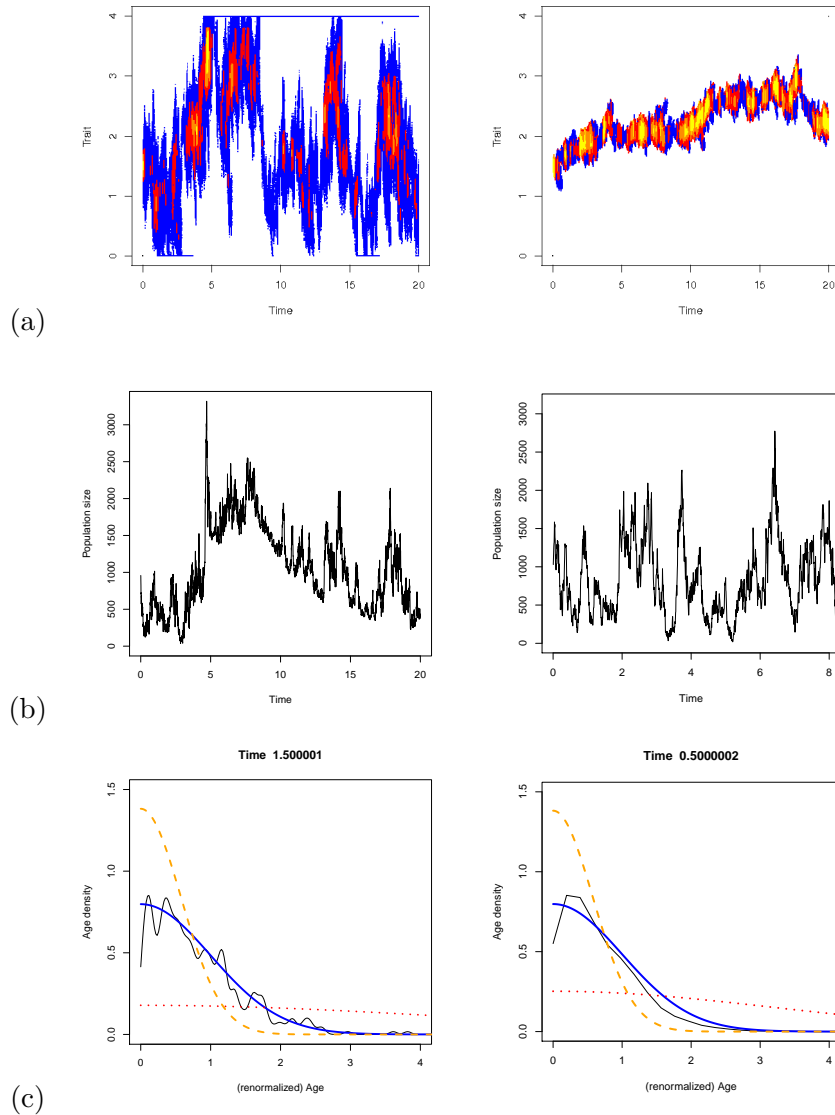 4
3
2
1
0
Trait
0 5 10 15 20
Time
4
3
2
1
0
Trait
0 5 10 15 20
Time
(a)
3000
2500
2000
1500
1000
500
0
Population size
0 5 10 15 20
Time
3000
2500
2000
1500
1000
500
0
Population size
0 2 4 6 8
Time
(b)
Time 1.500001
1.5
1.0
0.5
0.0
Age density
0 1 2 3 4
(renormalized) Age
Time 0.5000002
1.5
1.0
0.5
0.0
Age density
0 1 2 3 4
(renormalized) Age
(c)